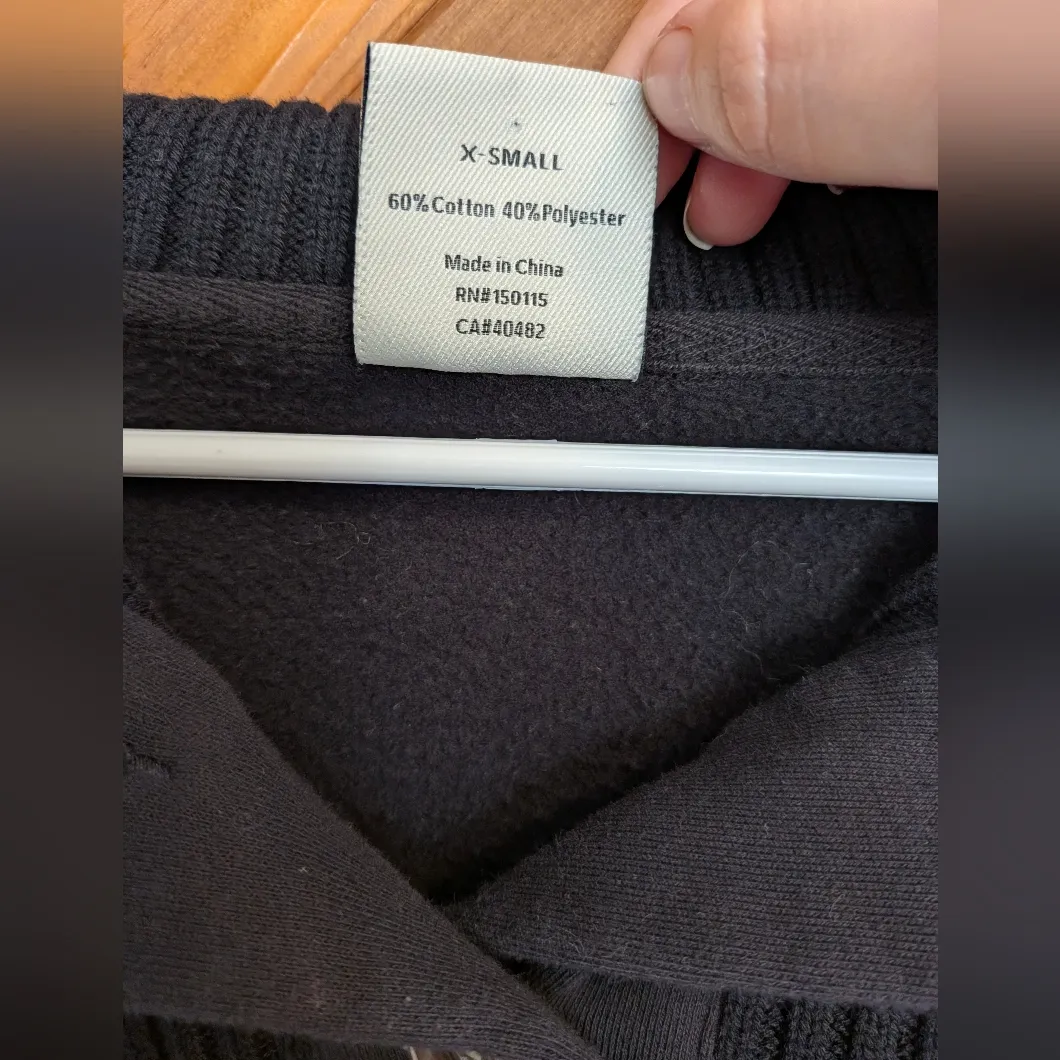 X-SMALL
60%Cotton 40%Polyester
Made in China
RN#150115
CA#40482